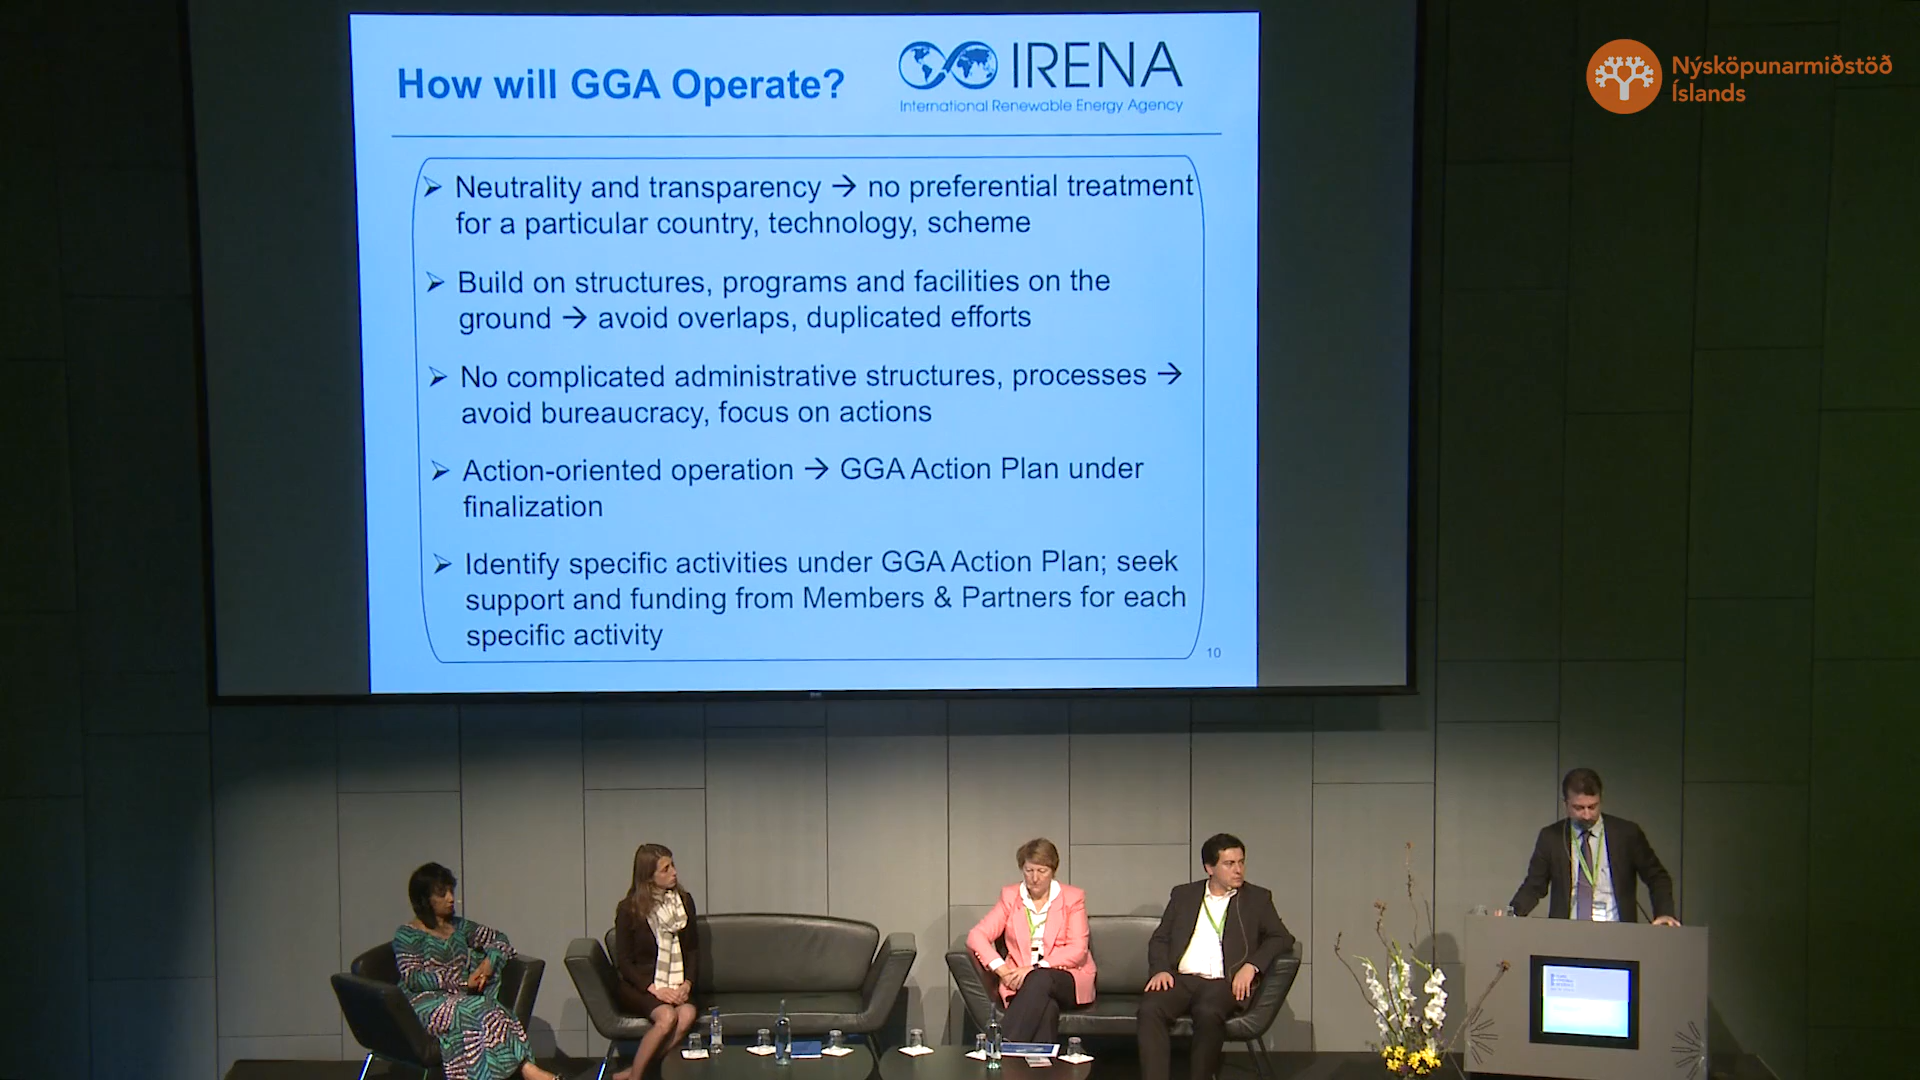 How will GGA Operate?
IRENA
International Renewable Energy Agency
Nýsköpunarmiðstöð
Íslands
➢ Neutrality and transparency → no preferential treatment
for a particular country, technology, scheme
➢ Build on structures, programs and facilities on the
ground → avoid overlaps, duplicated efforts
➢ No complicated administrative structures, processes →
avoid bureaucracy, focus on actions
➢ Action-oriented operation → GGA Action Plan under
finalization
➢ Identify specific activities under GGA Action Plan; seek
support and funding from Members & Partners for each
specific activity
10